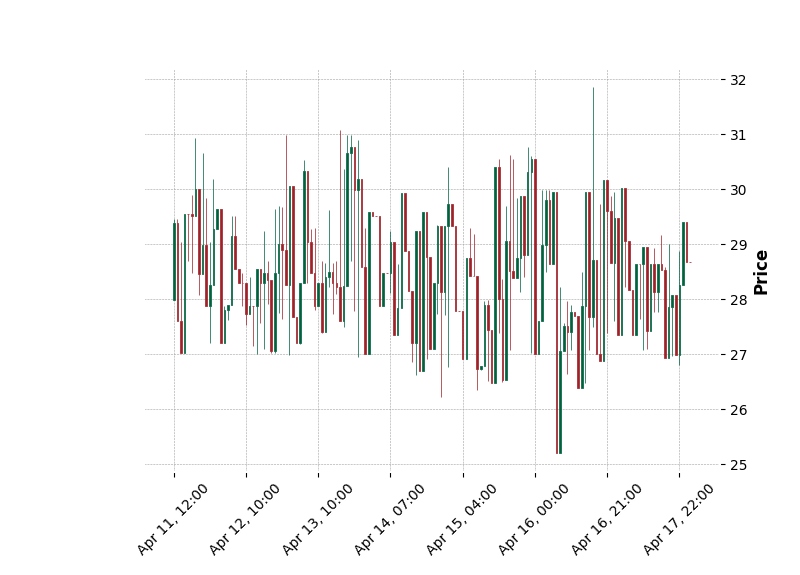 32
31
30
29
28
27
26
25
Price
Apr 11, 12:00
Apr 12, 10:00
Apr 13, 10:00
Apr 14, 07:00
Apr 15, 04:00
Apr 16, 00:00
Apr 16, 21:00
Apr 17, 22:00